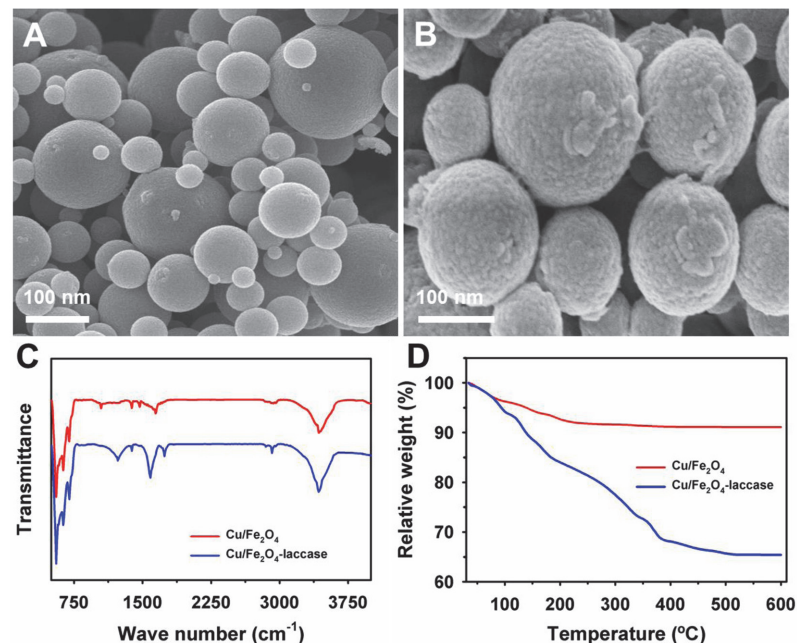 A
100 nm
B
100 nm
C
Transmittance
Cu/Fe₂O₄
Cu/Fe₂O₄-laccase
750 1500 2250 3000 3750
Wave number (cm⁻¹)
D
Relative weight (%)
100
90
80
70
60
Cu/Fe₂O₄
Cu/Fe₂O₄-laccase
100 200 300 400 500 600
Temperature (ºC)